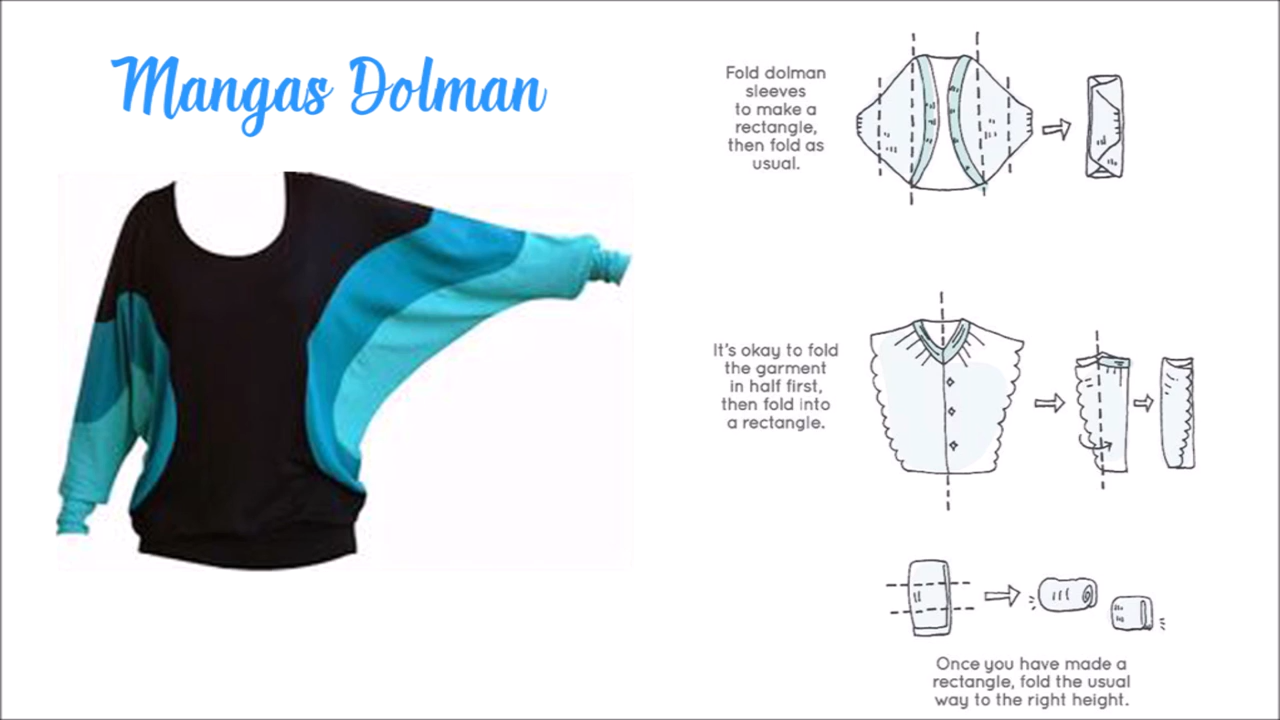 Mangas Dolman
Fold dolman
sleeves
to make a
rectangle,
then fold as
usual.
It's okay to fold
the garment
in half first,
then fold into
a rectangle.
Once you have made a
rectangle, fold the usual
way to the right height.